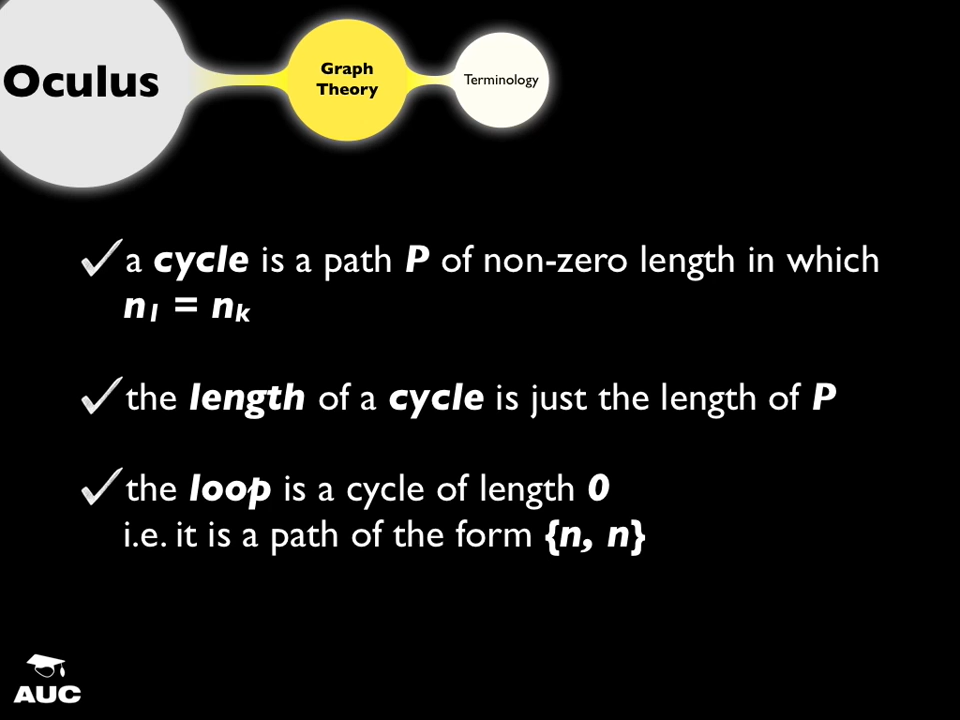 Oculus
Graph
Theory
Terminology
a cycle is a path P of non-zero length in which
n₁ = nₖ
the length of a cycle is just the length of P
the loop is a cycle of length 0
i.e. it is a path of the form {n, n}
AUC